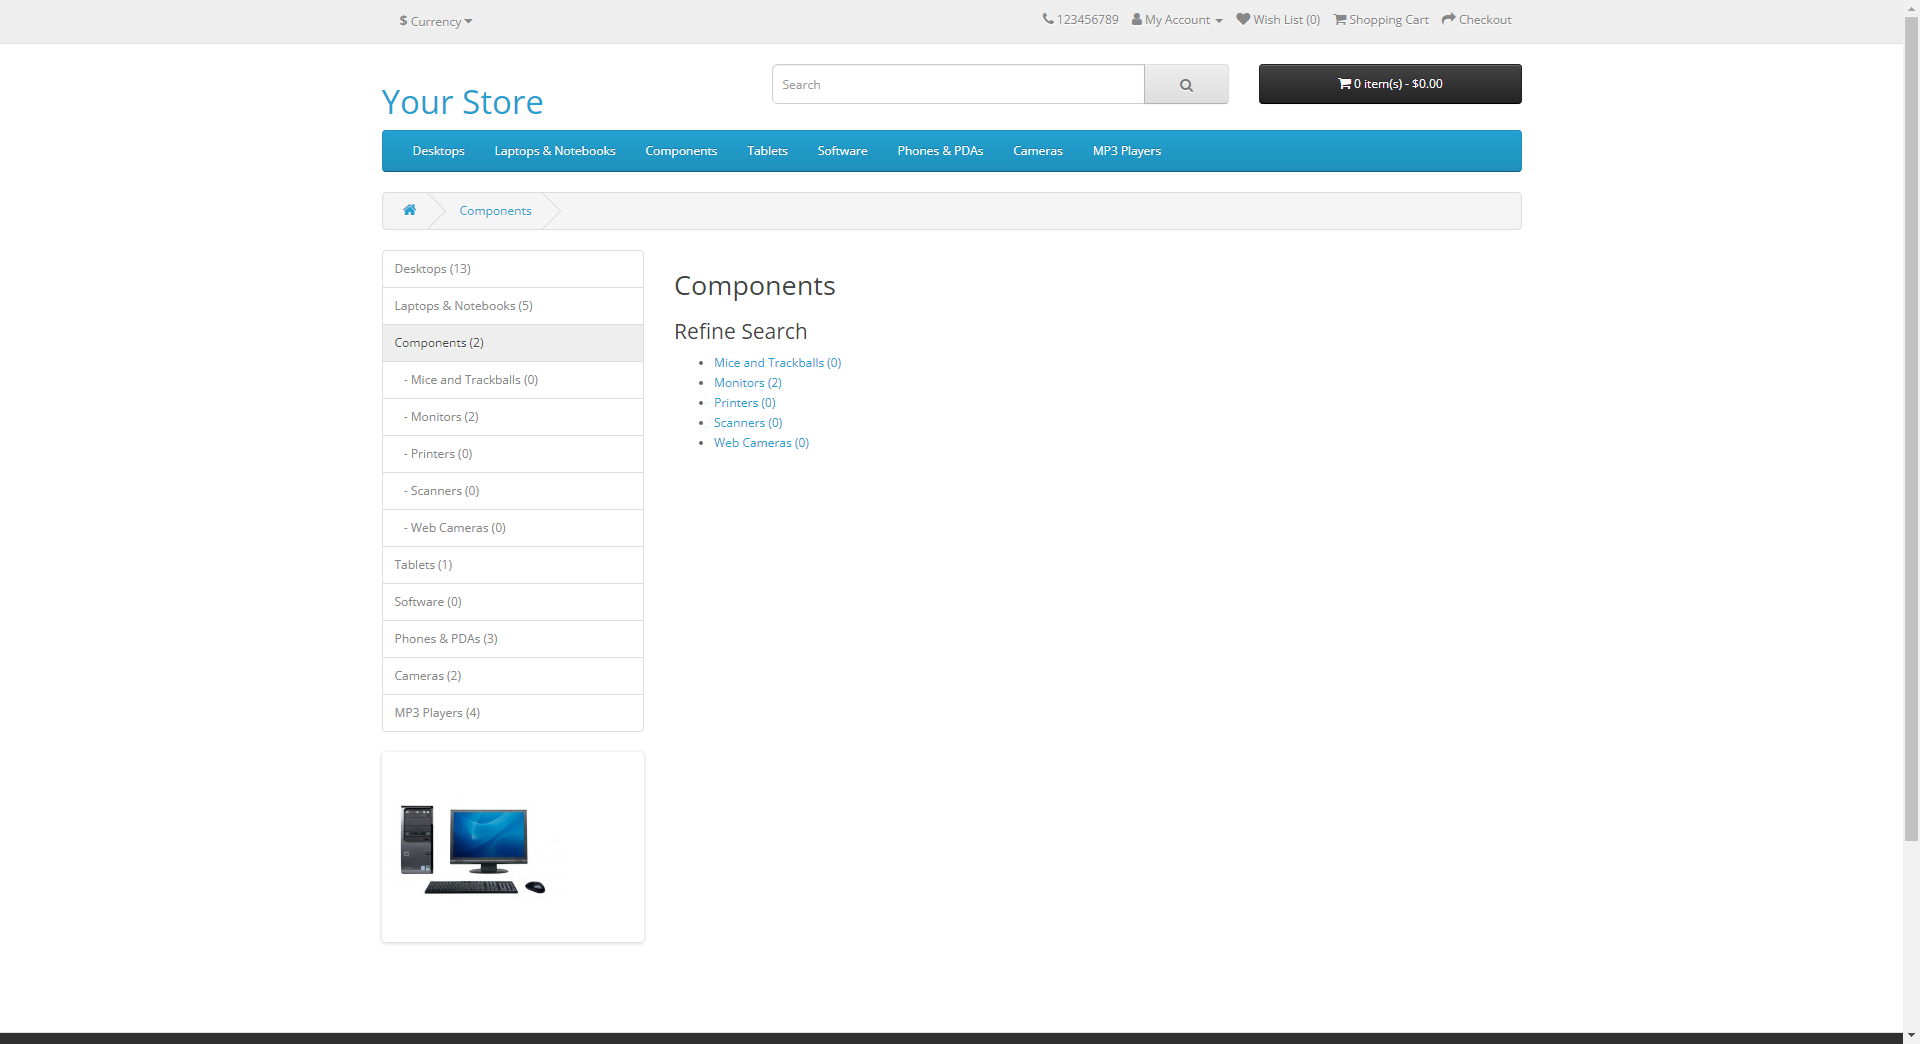 $ Currency
123456789 My Account Wish List (0) Shopping Cart Checkout
Your Store
Search
0 item(s) - $0.00
Desktops Laptops & Notebooks Components Tablets Software Phones & PDAs Cameras MP3 Players
Components
Desktops (13)
Laptops & Notebooks (5)
Components (2)
- Mice and Trackballs (0)
- Monitors (2)
- Printers (0)
- Scanners (0)
- Web Cameras (0)
Tablets (1)
Software (0)
Phones & PDAs (3)
Cameras (2)
MP3 Players (4)
Components
Refine Search
Mice and Trackballs (0)
Monitors (2)
Printers (0)
Scanners (0)
Web Cameras (0)